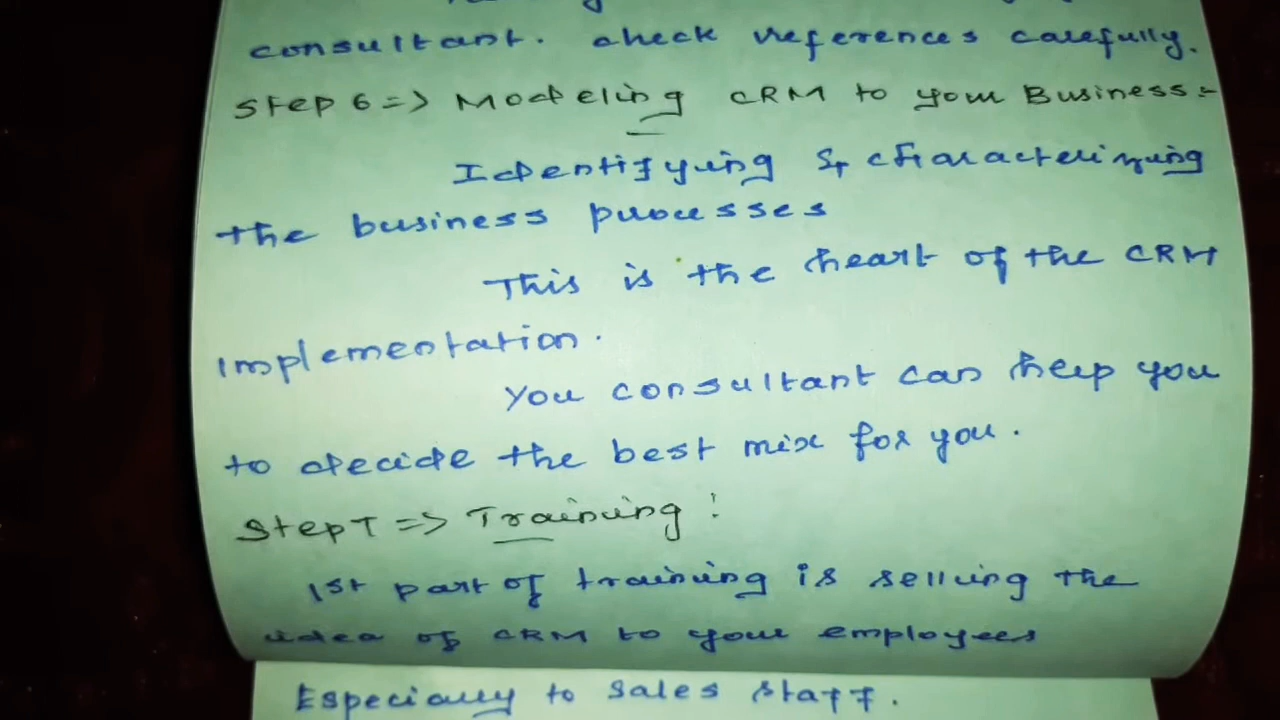 consultant. check references carefully.
Step 6 => Modeling CRM to your Business:-
Identifying & characterizing
the business processes
This is the heart of the CRM
implementation.
You consultant can help you
to decide the best mix for you.
Step 7 => Training:
1st part of training is selling the
idea of CRM to your employees
Especially to sales staff.